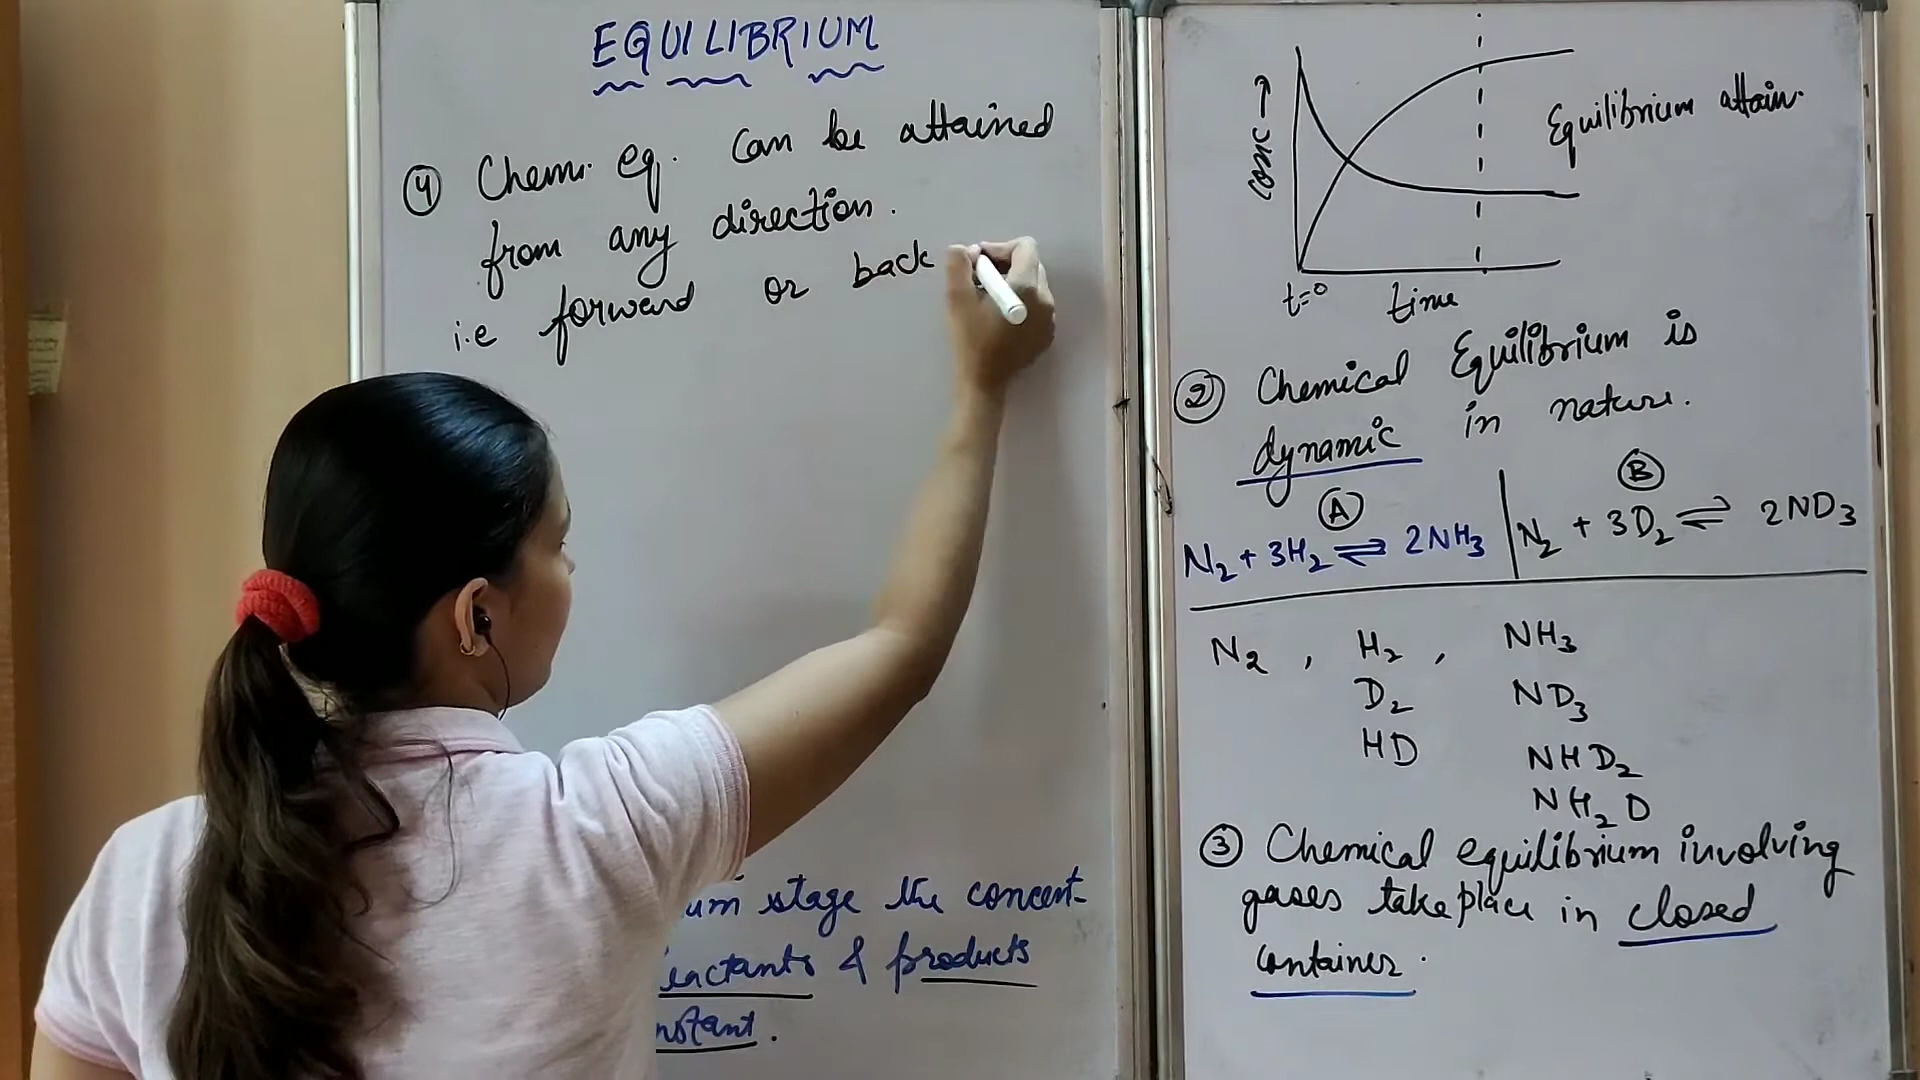 EQUILIBRIUM
④ Chem. eq. can be attained
from any direction.
i.e forward or back
um stage the concent-
eactants & products
nstant.
conc →
Equilibrium attain.
t=0 time
② Chemical Equilibrium is
dynamic in nature.
Ⓐ Ⓑ
N₂ + 3H₂ ⇌ 2NH₃ | N₂ + 3D₂ ⇌ 2ND₃
N₂ , H₂ , NH₃
D₂ ND₃
HD NHD₂
NH₂D
③ Chemical equilibrium involving
gases take place in closed
container.